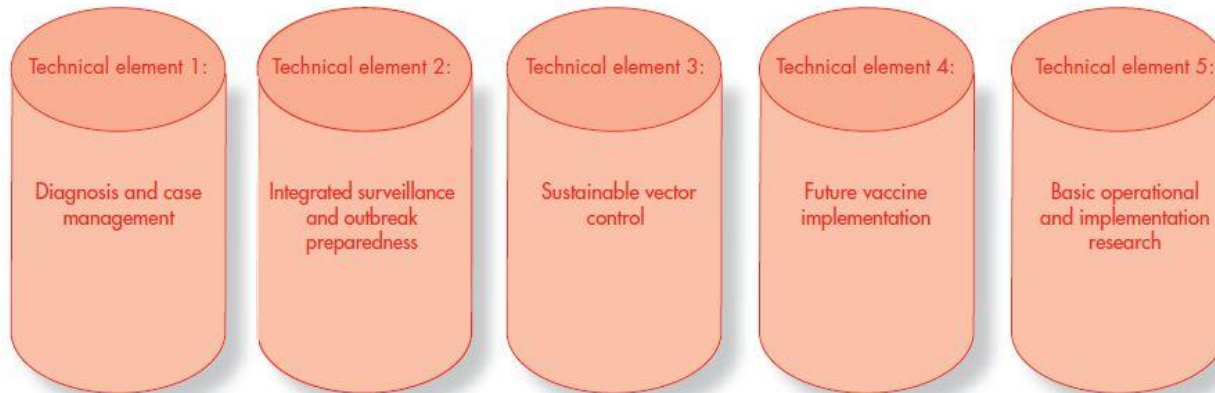 Technical element 1:
Diagnosis and case
management
Technical element 2:
Integrated surveillance
and outbreak
preparedness
Technical element 3:
Sustainable vector
control
Technical element 4:
Future vaccine
implementation
Technical element 5:
Basic operational
and implementation
research